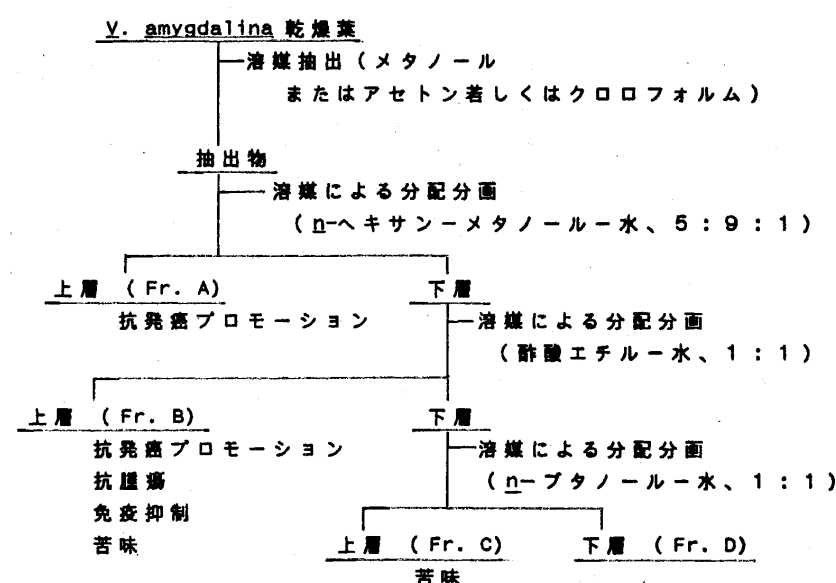 V. amygdalina 乾燥葉
溶媒抽出（メタノール
またはアセトン若しくはクロロフォルム）
抽出物
溶媒による分配分画
（n-ヘキサン－メタノール－水、5：9：1）
上層 （Fr. A）
下層
抗発癌プロモーション
溶媒による分配分画
（酢酸エチル－水、1：1）
上層 （Fr. B）
下層
抗発癌プロモーション
溶媒による分配分画
抗腫瘍
（n-ブタノール－水、1：1）
免疫抑制
苦味
上層 （Fr. C）
下層 （Fr. D）
苦味